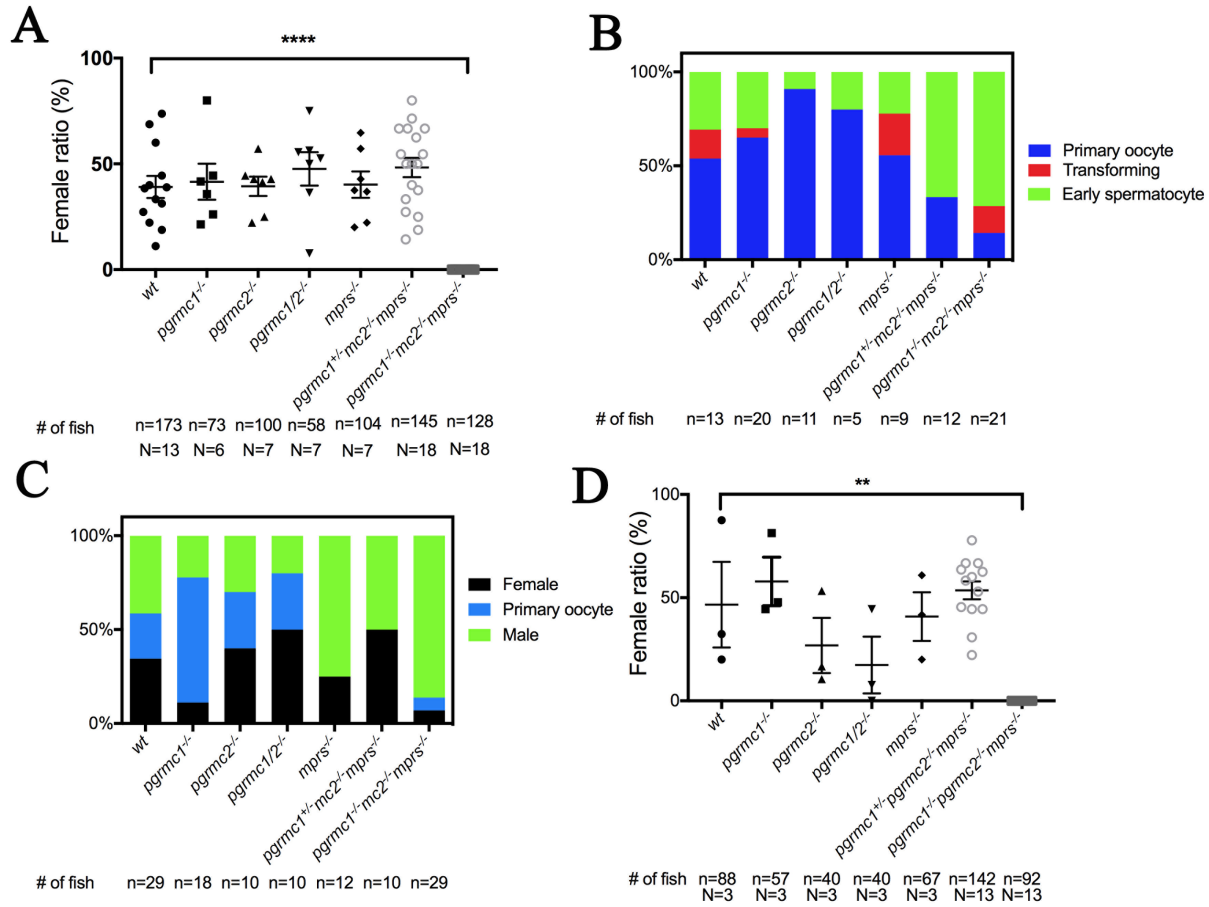 A
****
Female ratio (%)
100
50
0
wt
pgrmc1-/-
pgrmc2-/-
pgrmc1/2-/-
mprs-/-
pgrmc1+/-mc2-/-mprs-/-
pgrmc1-/-mc2-/-mprs-/-
# of fish n=173 n=73 n=100 n=58 n=104 n=145 n=128
N=13 N=6 N=7 N=7 N=7 N=18 N=18
B
100%
50%
0%
Primary oocyte
Transforming
Early spermatocyte
wt
pgrmc1-/-
pgrmc2-/-
pgrmc1/2-/-
mprs-/-
pgrmc1+/-mc2-/-mprs-/-
pgrmc1-/-mc2-/-mprs-/-
# of fish n=13 n=20 n=11 n=5 n=9 n=12 n=21
C
100%
50%
0%
Female
Primary oocyte
Male
wt
pgrmc1-/-
pgrmc2-/-
pgrmc1/2-/-
mprs-/-
pgrmc1+/-mc2-/-mprs-/-
pgrmc1-/-mc2-/-mprs-/-
# of fish n=29 n=18 n=10 n=10 n=12 n=10 n=29
D
**
Female ratio (%)
100
50
0
wt
pgrmc1-/-
pgrmc2-/-
pgrmc1/2-/-
mprs-/-
pgrmc1+/-pgrmc2-/-mprs-/-
pgrmc1-/-pgrmc2-/-mprs-/-
# of fish n=88 n=57 n=40 n=40 n=67 n=142 n=92
N=3 N=3 N=3 N=3 N=3 N=13 N=13